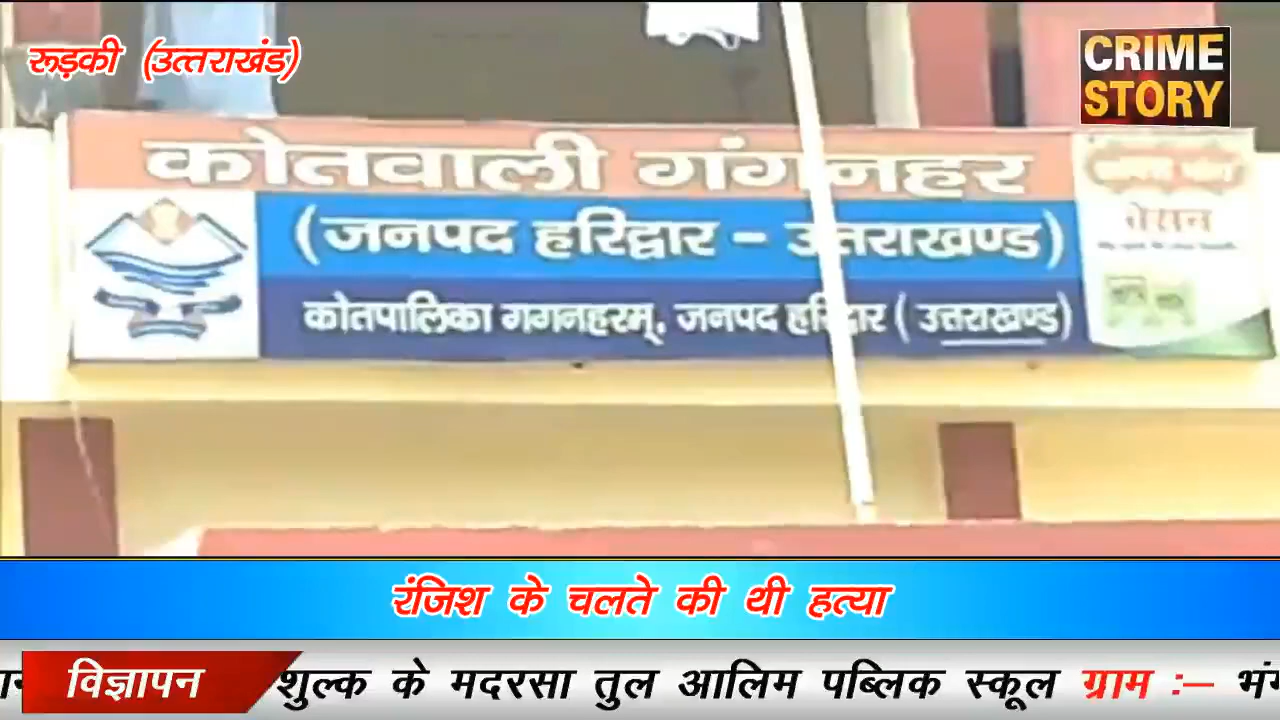 रूड़की (उत्तराखंड)
CRIME
STORY
कोतवाली गंगनहर
(जनपद हरिद्वार - उत्तराखण्ड)
कोतपालिका गगनहरम्, जनपद हरिद्वार ( उत्तराखण्ड)
बेसन
रंजिश के चलते की थी हत्या
विज्ञापन
शुल्क के मदरसा तुल आलिम पब्लिक स्कूल ग्राम :–